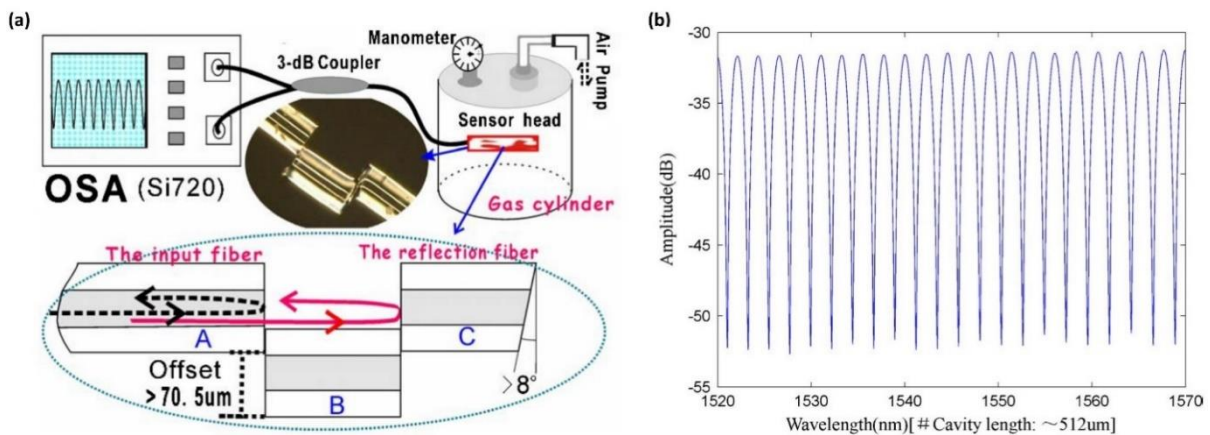 (a)
Manometer
Air Pump
3-dB Coupler
Sensor head
OSA (Si720)
Gas cylinder
The input fiber
The reflection fiber
A
C
Offset
>70.5um
B
>8°
(b)
-30
-35
-40
-45
-50
-55
Amplitude(dB)
1520 1530 1540 1550 1560 1570
Wavelength(nm)[#Cavity length: ~512um]